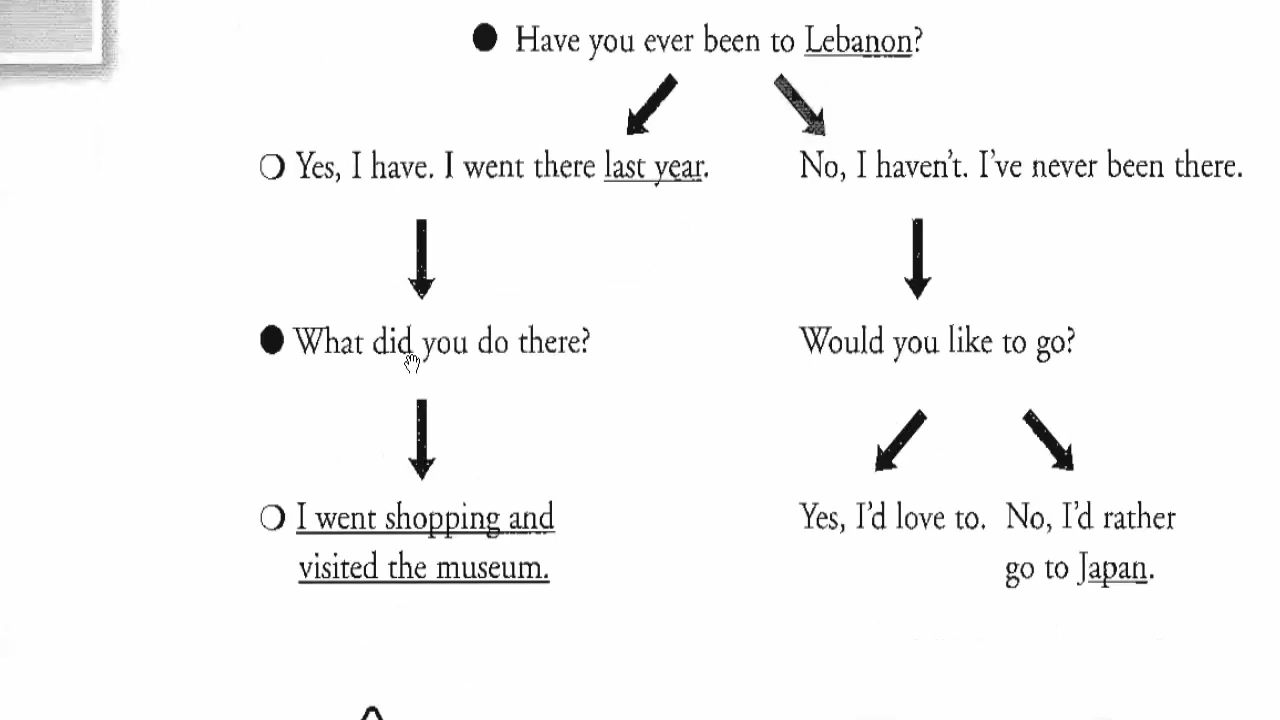 Have you ever been to Lebanon?
Yes, I have. I went there last year.
No, I haven't. I've never been there.
What did you do there?
Would you like to go?
I went shopping and
visited the museum.
Yes, I'd love to.
No, I'd rather
go to Japan.